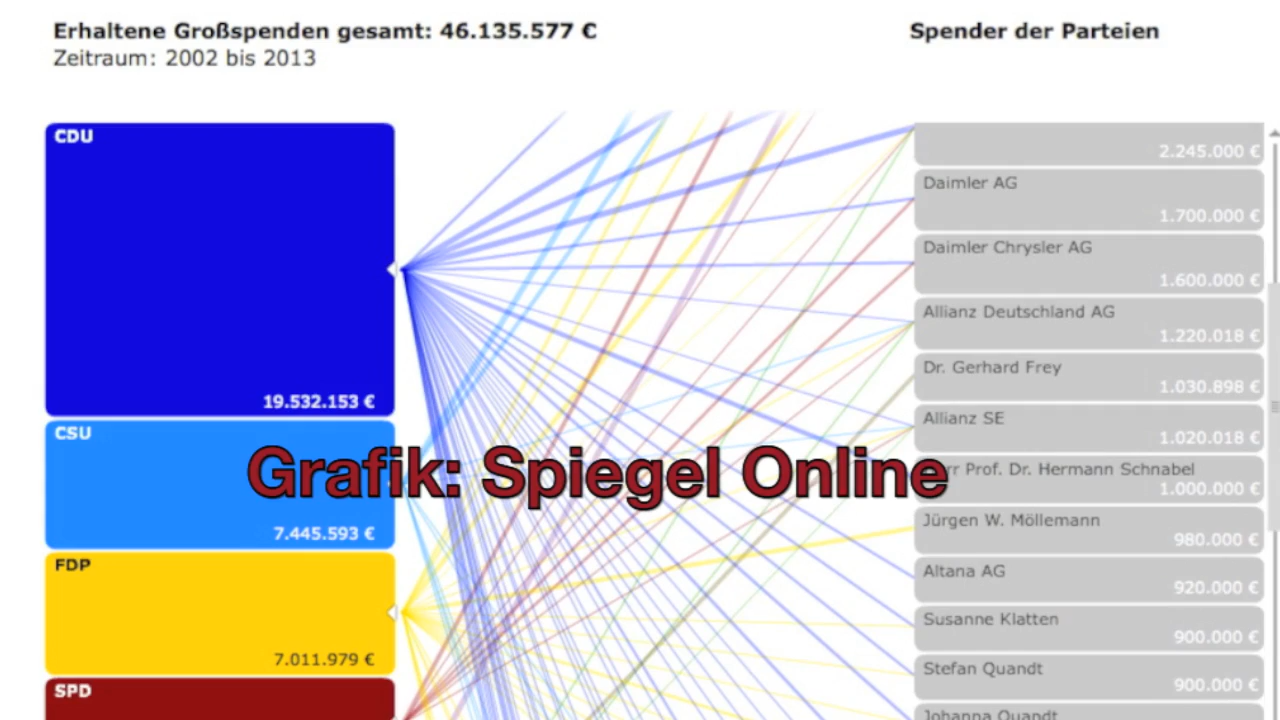 Erhaltene Großspenden gesamt: 46.135.577 €
Zeitraum: 2002 bis 2013
Spender der Parteien
CDU
19.532.153 €
CSU
7.445.593 €
FDP
7.011.979 €
SPD
2.245.000 €
Daimler AG
1.700.000 €
Daimler Chrysler AG
1.600.000 €
Allianz Deutschland AG
1.220.018 €
Dr. Gerhard Frey
1.030.898 €
Allianz SE
1.020.018 €
Prof. Dr. Hermann Schnabel
1.000.000 €
Jürgen W. Möllemann
980.000 €
Altana AG
920.000 €
Susanne Klatten
900.000 €
Stefan Quandt
900.000 €
Johanna Quandt
Grafik: Spiegel Online